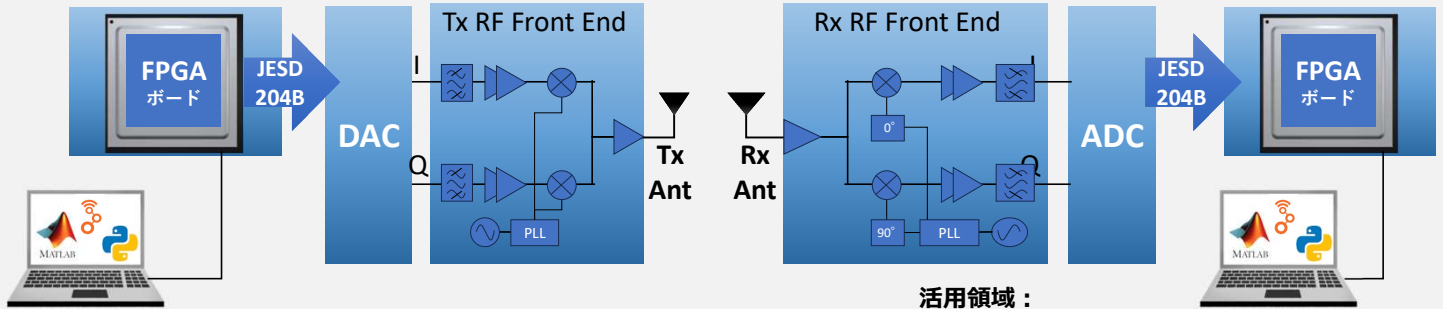 Tx RF Front End
Rx RF Front End
FPGA
ボード
JESD
204B
DAC
I
Q
PLL
Tx
Ant
Rx
Ant
0°
90°
PLL
I
Q
ADC
JESD
204B
FPGA
ボード
MATLAB
MATLAB
活用領域：